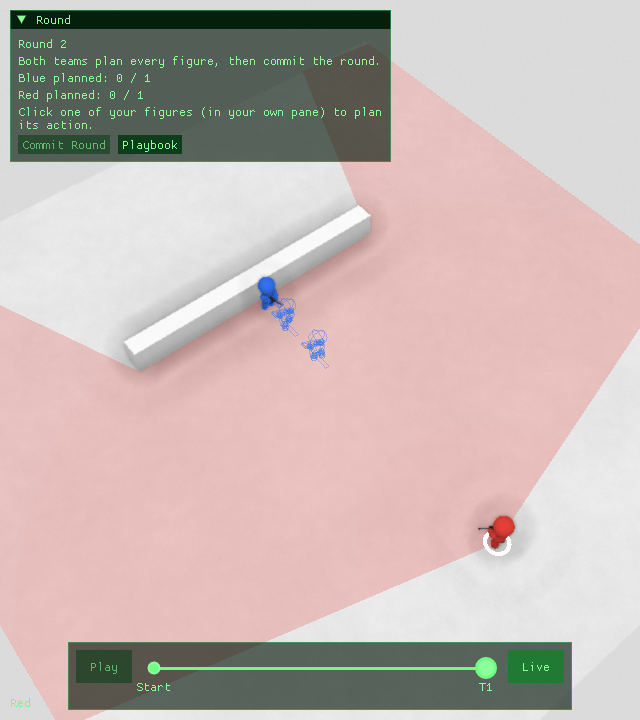 Round
Round 2
Both teams plan every figure, then commit the round.
Blue planned: 0 / 1
Red planned: 0 / 1
Click one of your figures (in your own pane) to plan
its action.
Commit Round Playbook
Play Live
Start T1
Red